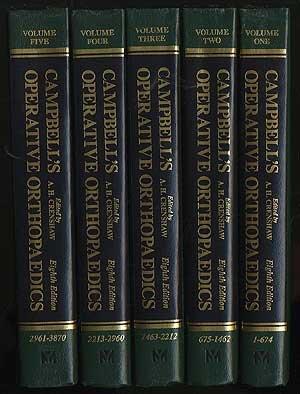 VOLUME FIVE
CAMPBELL'S
OPERATIVE ORTHOPAEDICS
Edited by
A. H. CRENSHAW
Eighth Edition
2961-3870
VOLUME FOUR
CAMPBELL'S
OPERATIVE ORTHOPAEDICS
Edited by
A. H. CRENSHAW
Eighth Edition
2213-2960
VOLUME THREE
CAMPBELL'S
OPERATIVE ORTHOPAEDICS
Edited by
A. H. CRENSHAW
Eighth Edition
1463-2212
VOLUME TWO
CAMPBELL'S
OPERATIVE ORTHOPAEDICS
Edited by
A. H. CRENSHAW
Eighth Edition
675-1462
VOLUME ONE
CAMPBELL'S
OPERATIVE ORTHOPAEDICS
Edited by
A. H. CRENSHAW
Eighth Edition
1-674